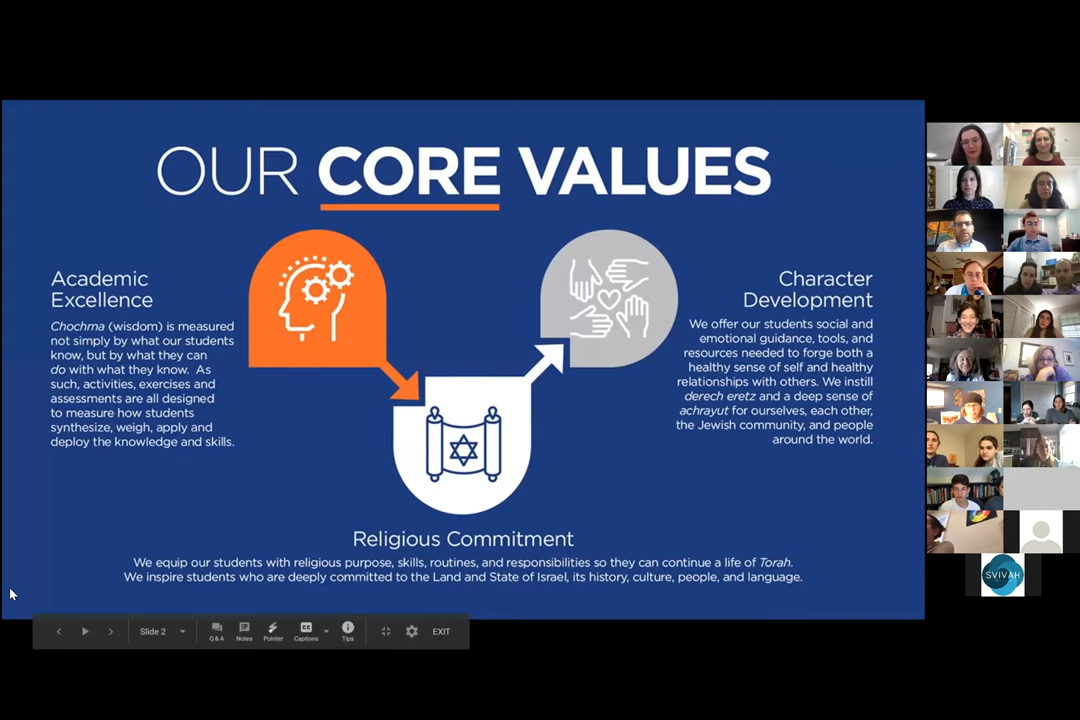 OUR CORE VALUES
Academic
Excellence
Chochma (wisdom) is measured
not simply by what our students
know, but by what they can
do with what they know. As
such, activities, exercises and
assessments are all designed
to measure how students
synthesize, weigh, apply and
deploy the knowledge and skills.
Character
Development
We offer our students social and
emotional guidance, tools, and
resources needed to forge both a
healthy sense of self and healthy
relationships with others. We instill
derech eretz and a deep sense of
achrayut for ourselves, each other,
the Jewish community, and people
around the world.
Religious Commitment
We equip our students with religious purpose, skills, routines, and responsibilities so they can continue a life of Torah.
We inspire students who are deeply committed to the Land and State of Israel, its history, culture, people, and language.
Slide 2
Q&A
Notes
Pointer
CC
Captions
Tips
EXIT
SVIVAH